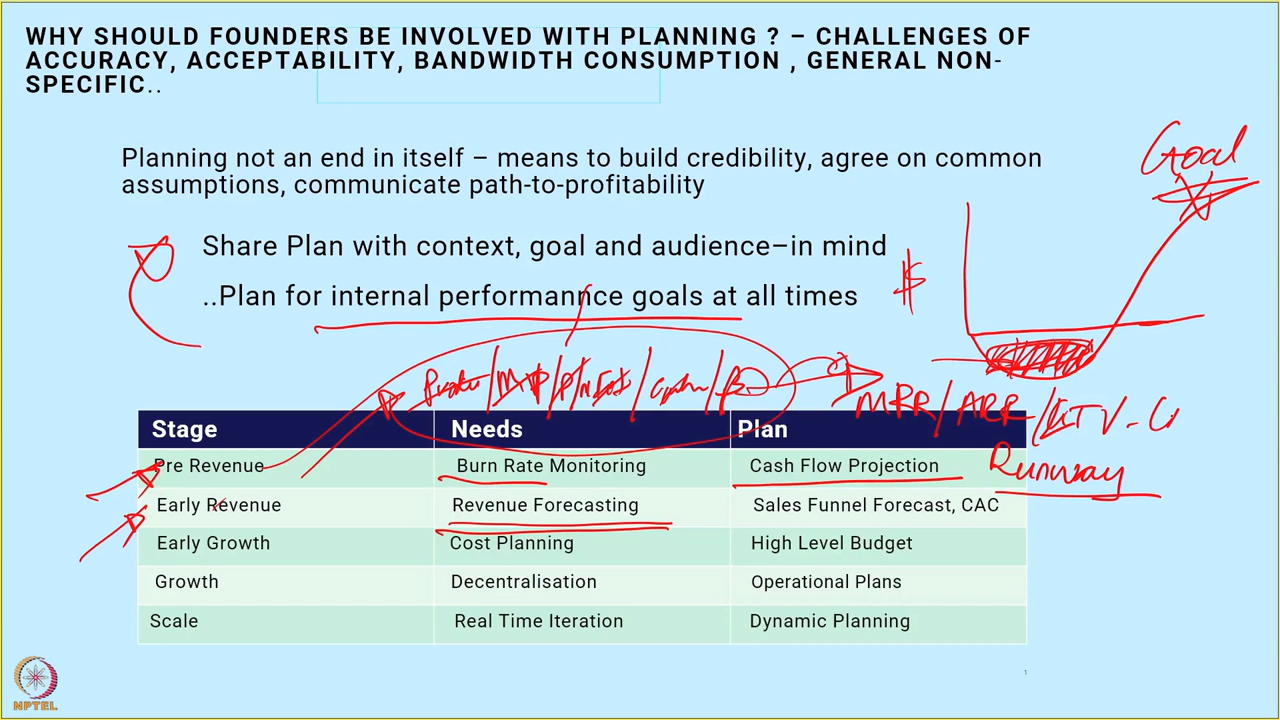 WHY SHOULD FOUNDERS BE INVOLVED WITH PLANNING ? – CHALLENGES OF
ACCURACY, ACCEPTABILITY, BANDWIDTH CONSUMPTION , GENERAL NON-
SPECIFIC..
Goal
Planning not an end in itself – means to build credibility, agree on common
assumptions, communicate path-to-profitability
Share Plan with context, goal and audience–in mind
$
..Plan for internal performannce goals at all times
MRR/ARR/LTV-C
Stage Needs Plan
Pre Revenue Burn Rate Monitoring Cash Flow Projection Runway
Early Revenue Revenue Forecasting Sales Funnel Forecast, CAC
Early Growth Cost Planning High Level Budget
Growth Decentralisation Operational Plans
Scale Real Time Iteration Dynamic Planning
1
NPTEL